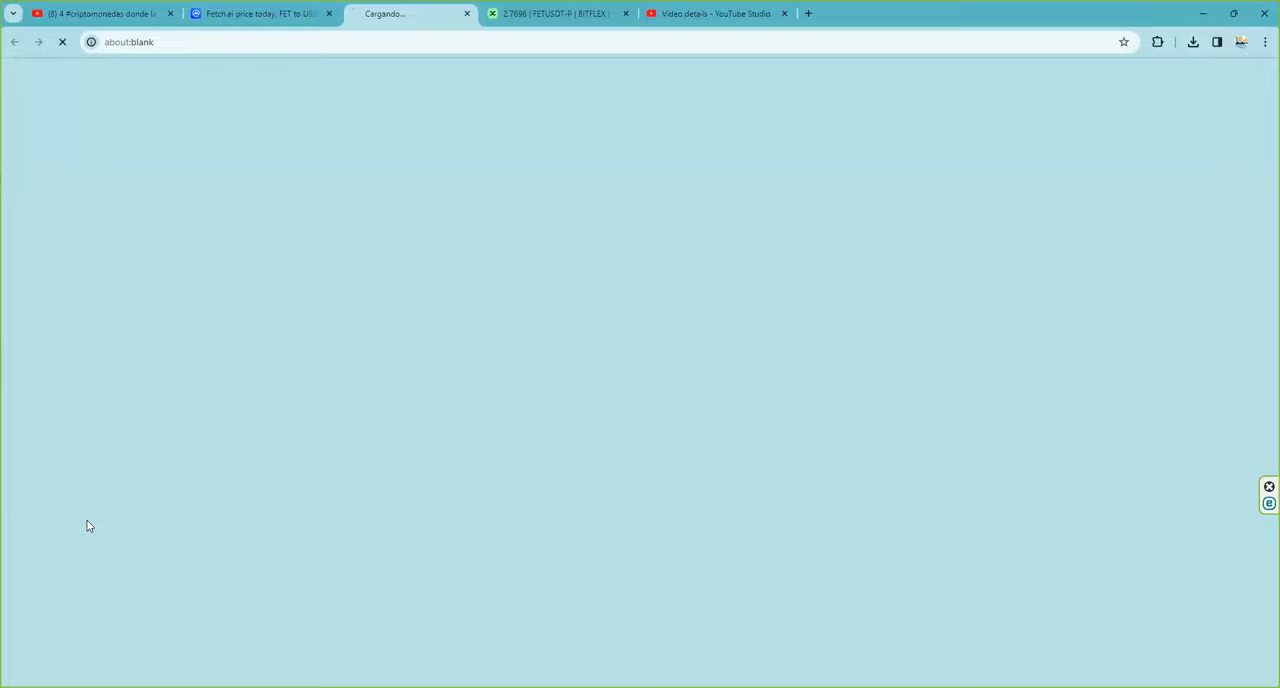 (8) 4 #criptomonedas donde la
Fetch.ai price today, FET to USD
Cargando...
2.7696 | FETUSDT-P | BITFLEX |
Video details - YouTube Studio
about:blank